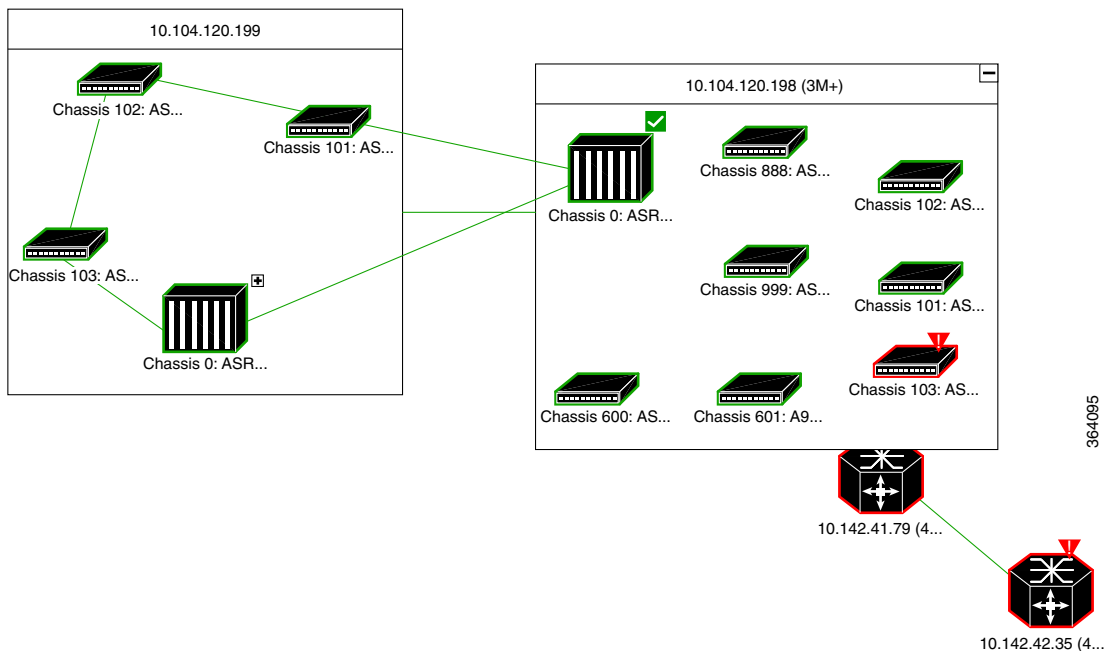 10.104.120.199
Chassis 102: AS...
Chassis 101: AS...
Chassis 103: AS...
Chassis 0: ASR...
10.104.120.198 (3M+)
Chassis 0: ASR...
Chassis 888: AS...
Chassis 102: AS...
Chassis 999: AS...
Chassis 101: AS...
Chassis 103: AS...
Chassis 600: AS...
Chassis 601: A9...
10.142.41.79 (4...
10.142.42.35 (4...
364095